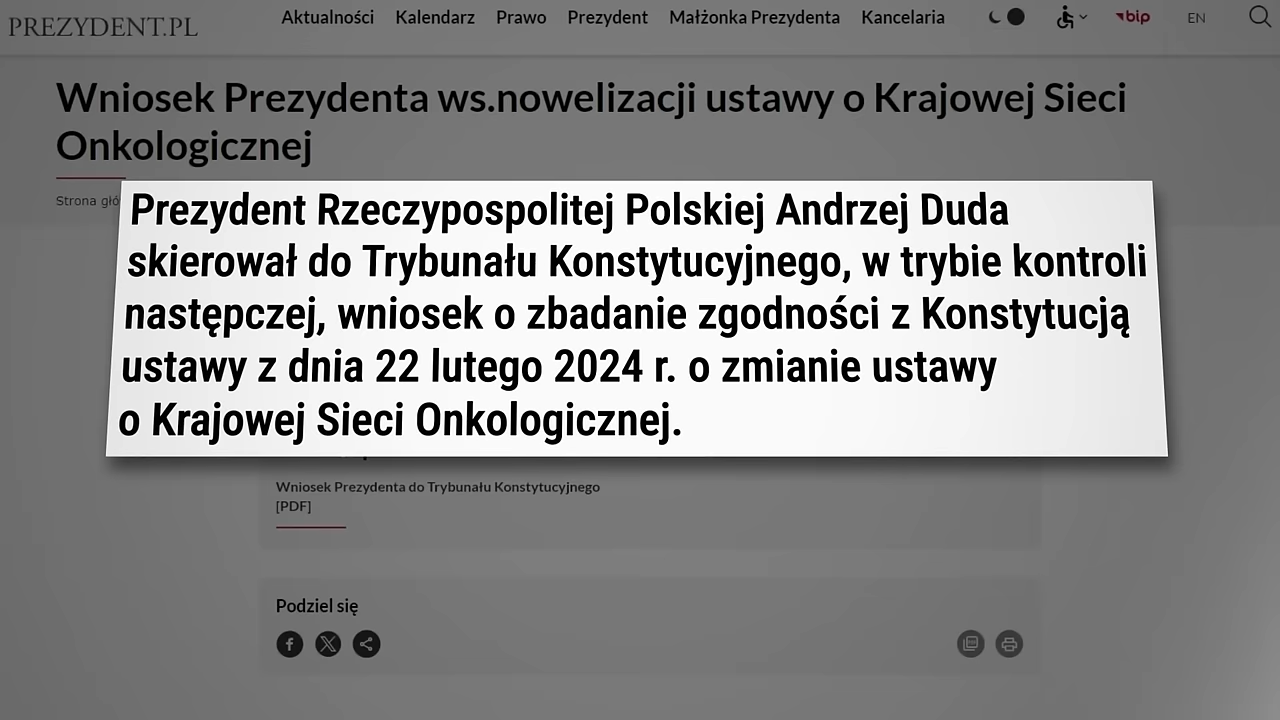 PREZYDENT.PL
Aktualności Kalendarz Prawo Prezydent Małżonka Prezydenta Kancelaria bip EN
Wniosek Prezydenta ws.nowelizacji ustawy o Krajowej Sieci
Onkologicznej
Strona
Prezydent Rzeczypospolitej Polskiej Andrzej Duda
skierował do Trybunału Konstytucyjnego, w trybie kontroli
następczej, wniosek o zbadanie zgodności z Konstytucją
ustawy z dnia 22 lutego 2024 r. o zmianie ustawy
o Krajowej Sieci Onkologicznej.
Wniosek Prezydenta do Trybunału Konstytucyjnego
[PDF]
Podziel się